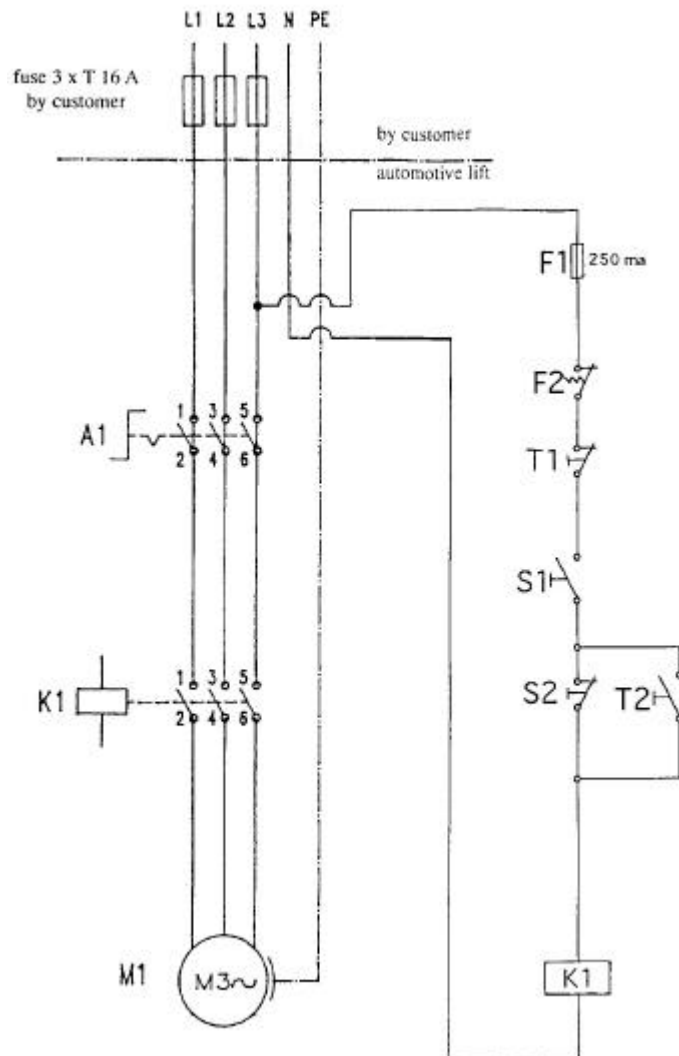 L1 L2 L3 N PE
fuse 3 x T 16 A
by customer
by customer
automotive lift
F1 250 ma
F2
1 3 5
A1
2 4 6
T1
S1
1 3 5
K1
2 4 6
S2 T2
M1 M3~
K1